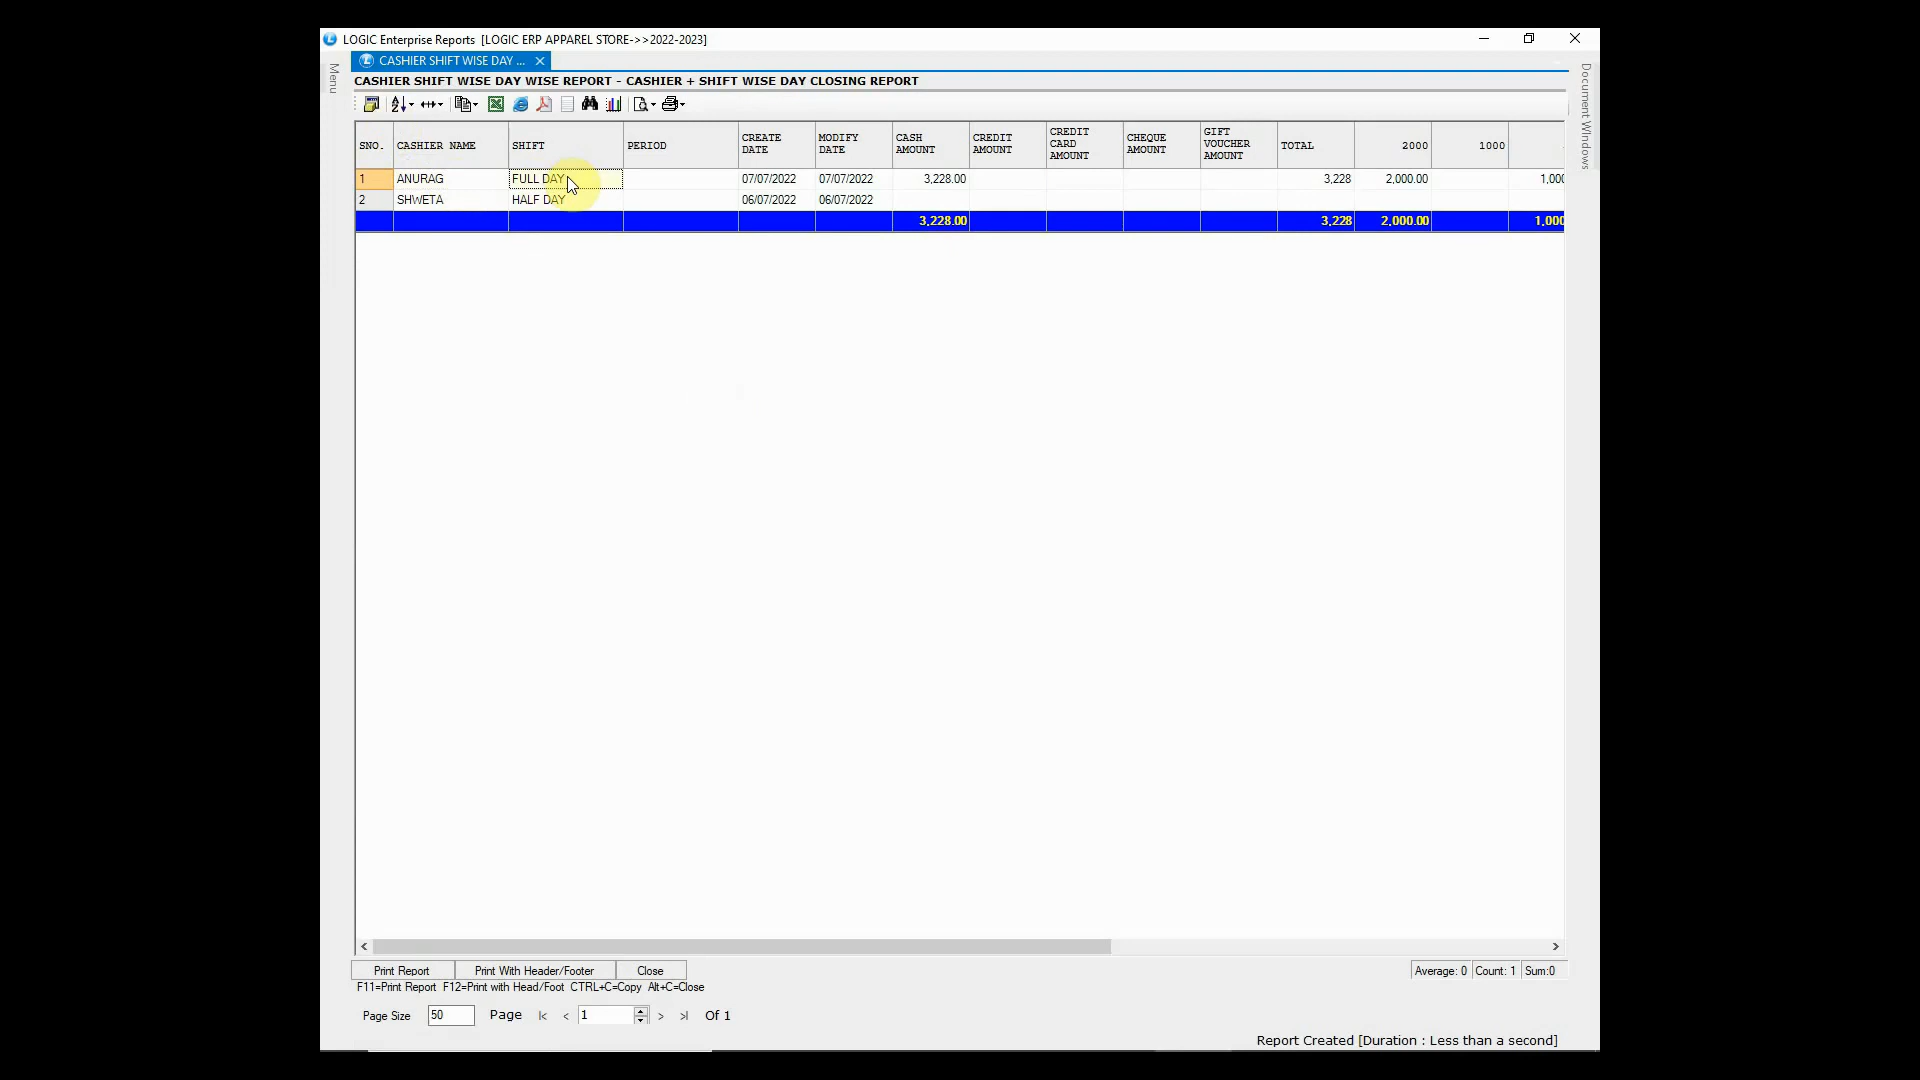 LOGIC Enterprise Reports [LOGIC ERP APPAREL STORE->>2022-2023]
Menu
CASHIER SHIFT WISE DAY ...
Document Windows
CASHIER SHIFT WISE DAY WISE REPORT - CASHIER + SHIFT WISE DAY CLOSING REPORT
SNO. CASHIER NAME SHIFT PERIOD CREATE DATE MODIFY DATE CASH AMOUNT CREDIT AMOUNT CREDIT CARD AMOUNT CHEQUE AMOUNT GIFT VOUCHER AMOUNT TOTAL 2000 1000
1 ANURAG FULL DAY 07/07/2022 07/07/2022 3,228.00 3,228 2,000.00 1,000
2 SHWETA HALF DAY 06/07/2022 06/07/2022
3,228.00 3,228 2,000.00 1,000
Print Report Print With Header/Footer Close Average: 0 Count: 1 Sum:0
F11=Print Report F12=Print with Head/Foot CTRL+C=Copy Alt+C=Close
Page Size 50 Page |< < 1 > >| Of 1
Report Created [Duration : Less than a second]